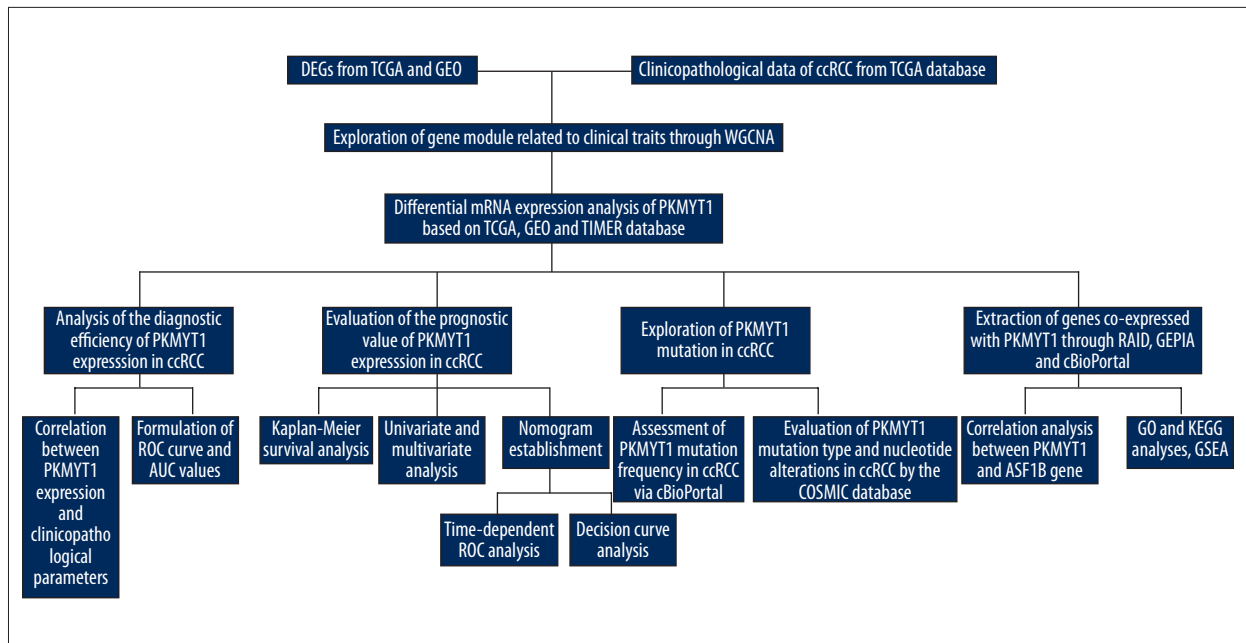 DEGs from TCGA and GEO
Clinicopathological data of ccRCC from TCGA database
Exploration of gene module related to clinical traits through WGCNA
Differential mRNA expression analysis of PKMYT1
based on TCGA, GEO and TIMER database
Analysis of the diagnostic
efficiency of PKMYT1
expresssion in ccRCC
Evaluation of the prognostic
value of PKMYT1
expresssion in ccRCC
Exploration of PKMYT1
mutation in ccRCC
Extraction of genes co-expressed
with PKMYT1 through RAID, GEPIA
and cBioPortal
Correlation
between
PKMYT1
expression
and
clinicopatho
logical
parameters
Formulation of
ROC curve and
AUC values
Kaplan-Meier
survival analysis
Univariate and
multivariate
analysis
Nomogram
establishment
Assessment of
PKMYT1 mutation
frequency in ccRCC
via cBioPortal
Evaluation of PKMYT1
mutation type and nucleotide
alterations in ccRCC by the
COSMIC database
Correlation analysis
between PKMYT1
and ASF1B gene
GO and KEGG
analyses, GSEA
Time-dependent
ROC analysis
Decision curve
analysis